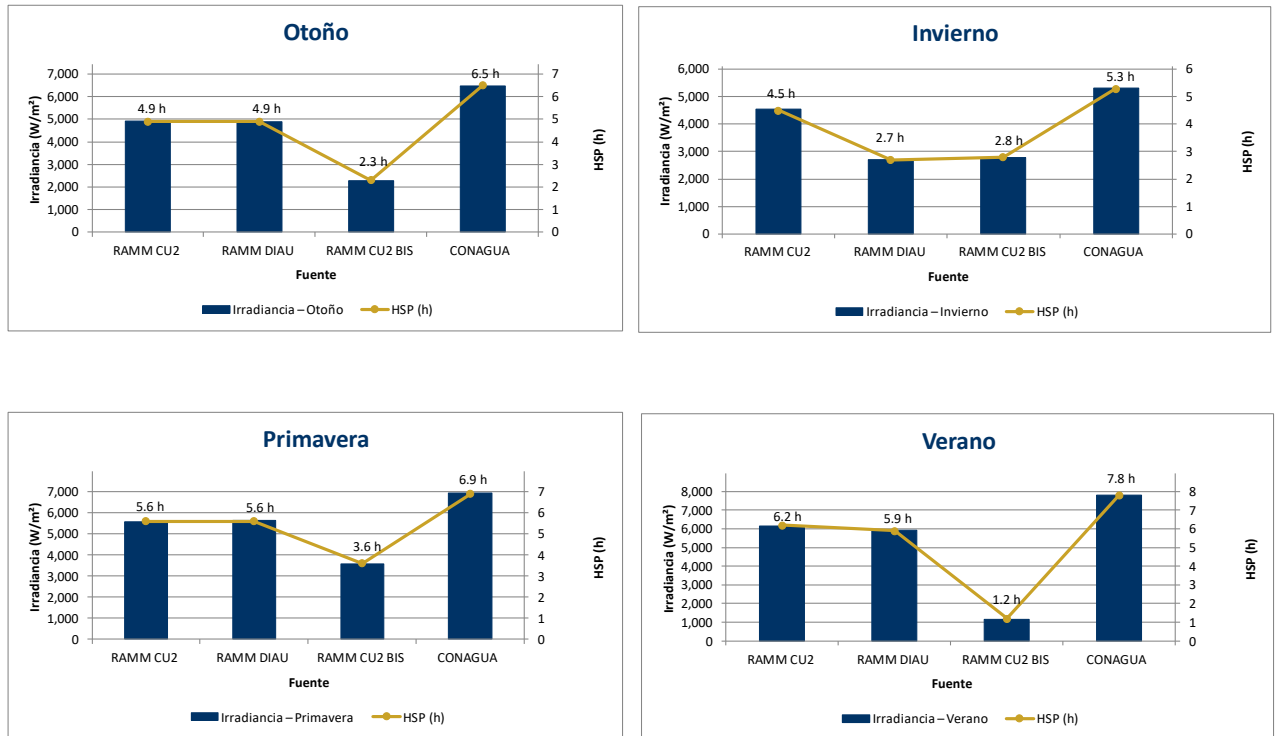 Otoño
Irradiancia (W/m²)
7,000
6,000
5,000
4,000
3,000
2,000
1,000
0
4.9 h
4.9 h
2.3 h
6.5 h
7
6
5
4
3
2
1
0
HSP (h)
RAMM CU2
RAMM DIAU
RAMM CU2 BIS
CONAGUA
Fuente
Irradiancia – Otoño
HSP (h)
Invierno
Irradiancia (W/m²)
6,000
5,000
4,000
3,000
2,000
1,000
0
4.5 h
2.7 h
2.8 h
5.3 h
6
5
4
3
2
1
0
HSP (h)
RAMM CU2
RAMM DIAU
RAMM CU2 BIS
CONAGUA
Fuente
Irradiancia – Invierno
HSP (h)
Primavera
Irradiancia (W/m²)
7,000
6,000
5,000
4,000
3,000
2,000
1,000
0
5.6 h
5.6 h
3.6 h
6.9 h
7
6
5
4
3
2
1
0
HSP (h)
RAMM CU2
RAMM DIAU
RAMM CU2 BIS
CONAGUA
Fuente
Irradiancia – Primavera
HSP (h)
Verano
Irradiancia (W/m²)
8,000
7,000
6,000
5,000
4,000
3,000
2,000
1,000
0
6.2 h
5.9 h
1.2 h
7.8 h
8
7
6
5
4
3
2
1
0
HSP (h)
RAMM CU2
RAMM DIAU
RAMM CU2 BIS
CONAGUA
Fuente
Irradiancia – Verano
HSP (h)